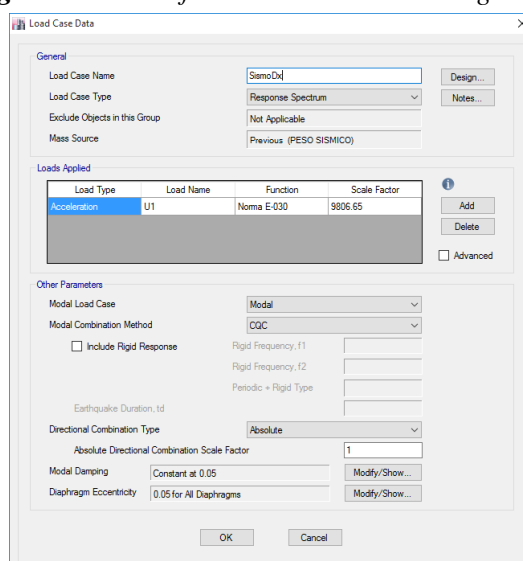 Load Case Data
General
Load Case Name SismoDx Design...
Load Case Type Response Spectrum Notes...
Exclude Objects in this Group Not Applicable
Mass Source Previous (PESO SISMICO)
Loads Applied
Load Type Load Name Function Scale Factor
Acceleration U1 Norma E-030 9806.65 Add
Delete
Advanced
Other Parameters
Modal Load Case Modal
Modal Combination Method CQC
Include Rigid Response Rigid Frequency, f1
Rigid Frequency, f2
Periodic + Rigid Type
Earthquake Duration, td
Directional Combination Type Absolute
Absolute Directional Combination Scale Factor 1
Modal Damping Constant at 0.05 Modify/Show...
Diaphragm Eccentricity 0.05 for All Diaphragms Modify/Show...
OK Cancel